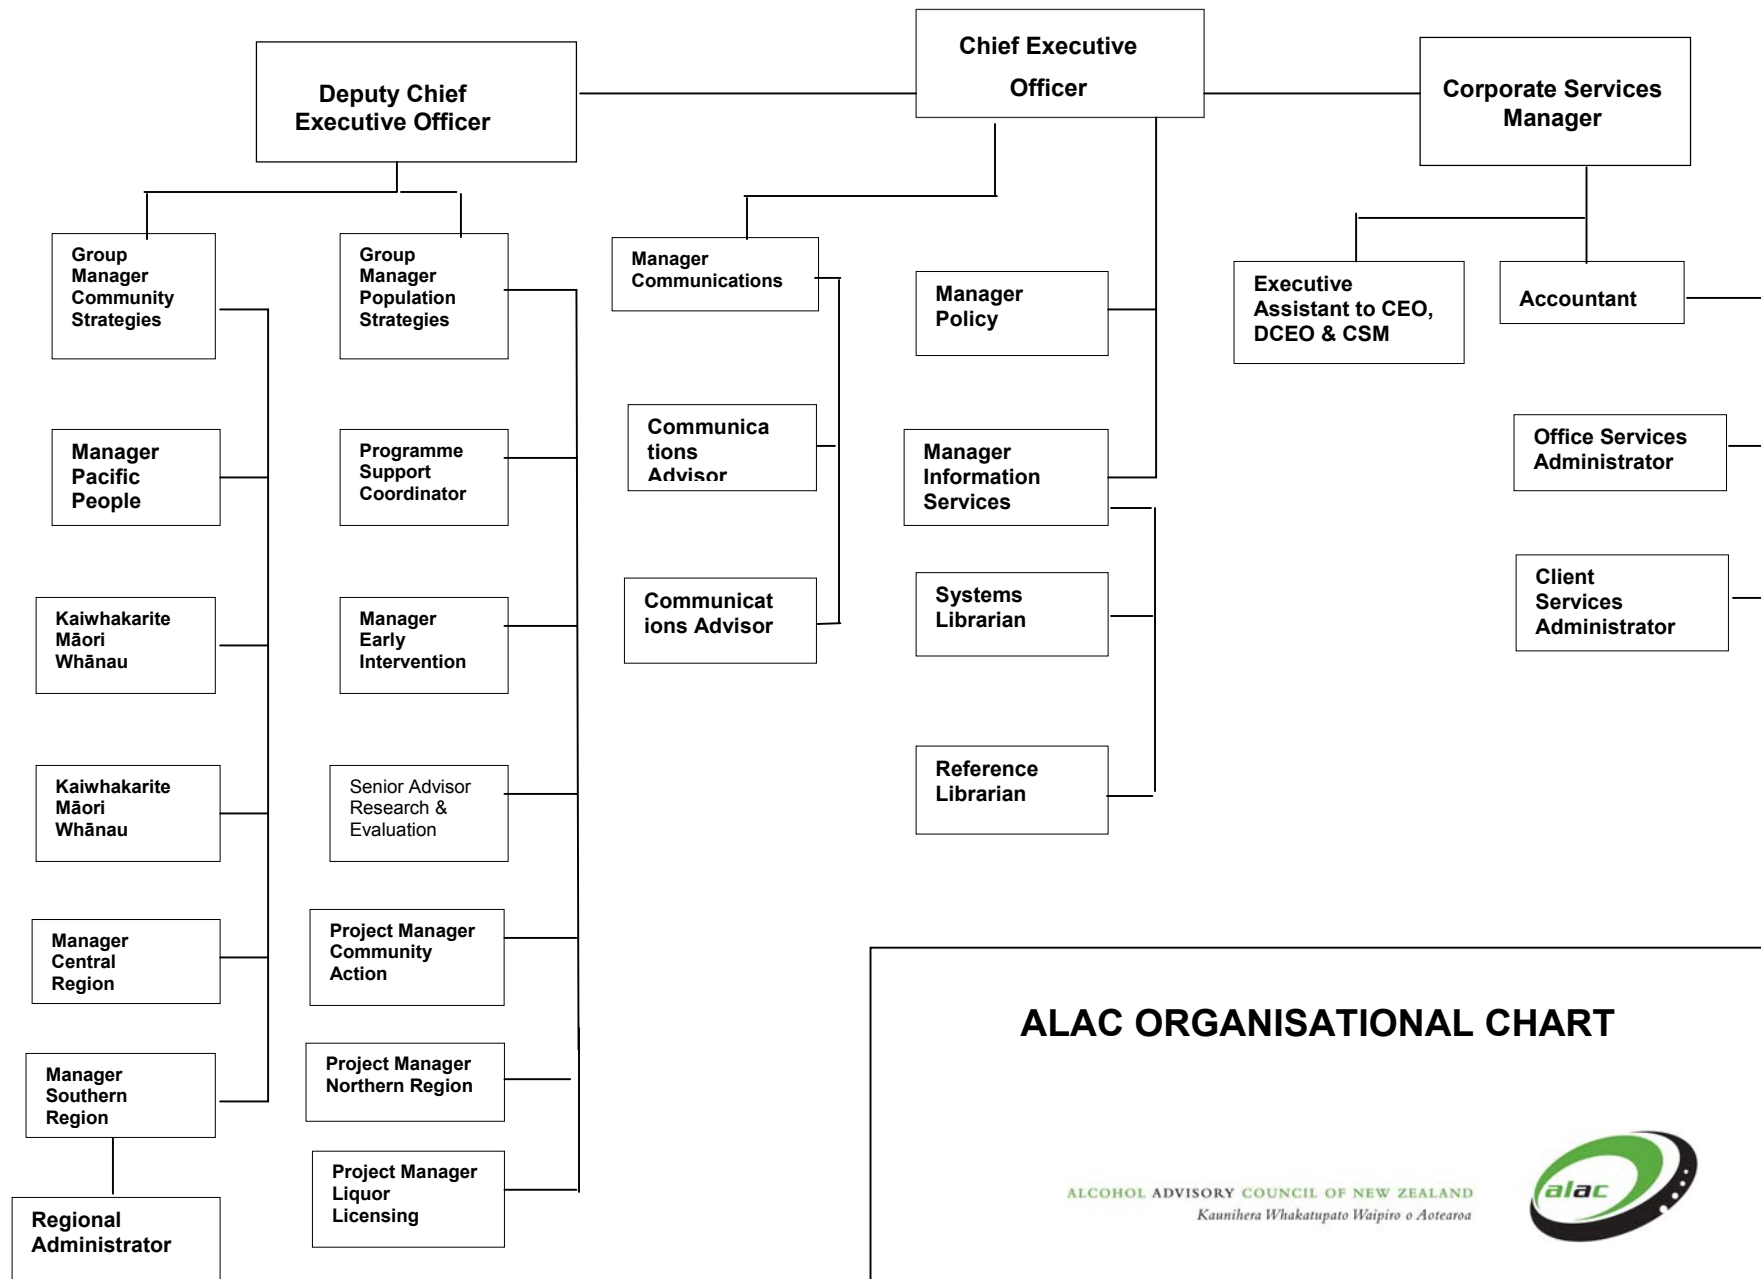 Chief Executive
Officer
Deputy Chief
Executive Officer
Corporate Services
Manager
Group
Manager
Community
Strategies
Manager
Pacific
People
Kaiwhakarite
Māori
Whānau
Kaiwhakarite
Māori
Whānau
Manager
Central
Region
Manager
Southern
Region
Regional
Administrator
Group
Manager
Population
Strategies
Programme
Support
Coordinator
Manager
Early
Intervention
Senior Advisor
Research &
Evaluation
Project Manager
Community
Action
Project Manager
Northern Region
Project Manager
Liquor
Licensing
Manager
Communications
Communica
tions
Advisor
Communicat
ions Advisor
Manager
Policy
Manager
Information
Services
Systems
Librarian
Reference
Librarian
Executive
Assistant to CEO,
DCEO & CSM
Accountant
Office Services
Administrator
Client
Services
Administrator
ALAC ORGANISATIONAL CHART
ALCOHOL ADVISORY COUNCIL OF NEW ZEALAND
Kaunihera Whakatupato Waipiro o Aotearoa
alac